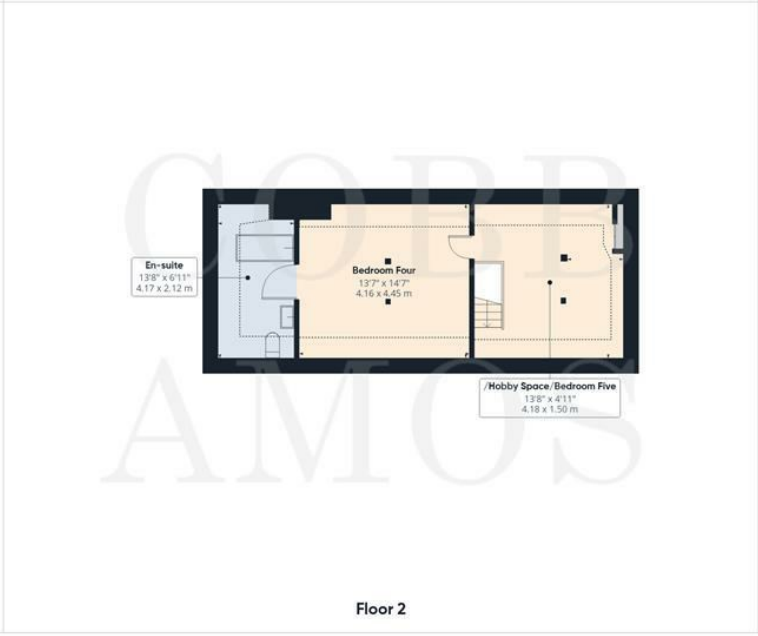 COBB
En-suite
13'8" x 6'11"
4.17 x 2.12 m
Bedroom Four
13'7" x 14'7"
4.16 x 4.45 m
/Hobby Space/Bedroom Five
13'8" x 4'11"
4.18 x 1.50 m
AMOS
Floor 2